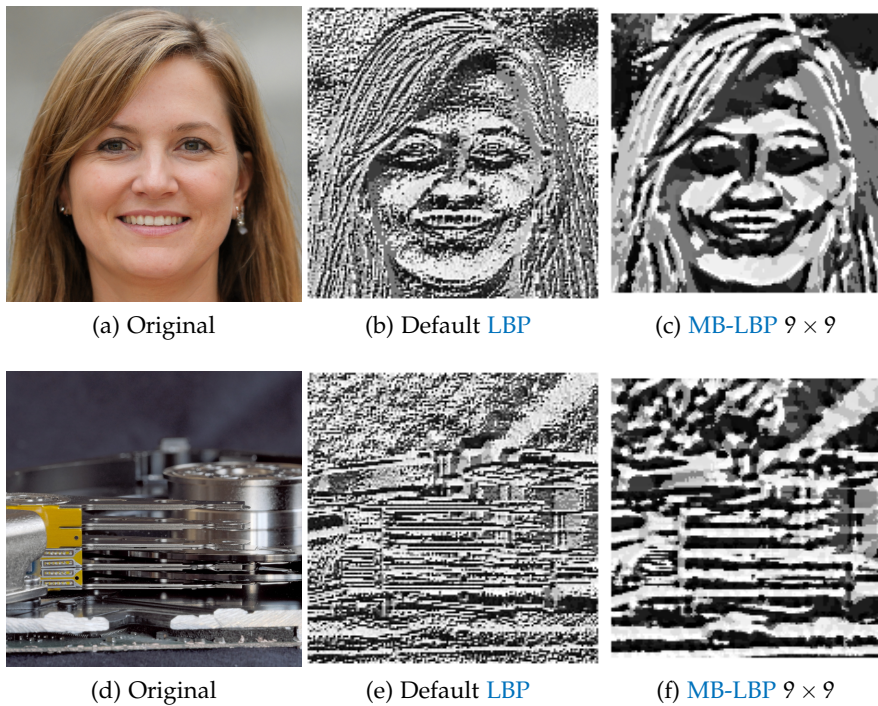 (a) Original
(b) Default LBP
(c) MB-LBP 9 × 9
(d) Original
(e) Default LBP
(f) MB-LBP 9 × 9